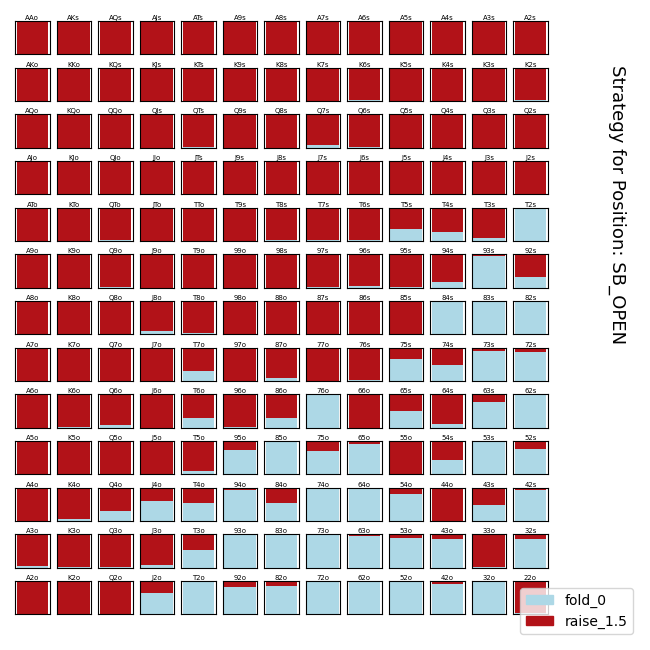 AAo AKs AQs AJs ATs A9s A8s A7s A6s A5s A4s A3s A2s
AKo KKo KQs KJs KTs K9s K8s K7s K6s K5s K4s K3s K2s
AQo KQo QQo QJs QTs Q9s Q8s Q7s Q6s Q5s Q4s Q3s Q2s
AJo KJo QJo JJo JTs J9s J8s J7s J6s J5s J4s J3s J2s
ATo KTo QTo JTo TTo T9s T8s T7s T6s T5s T4s T3s T2s
A9o K9o Q9o J9o T9o 99o 98s 97s 96s 95s 94s 93s 92s
A8o K8o Q8o J8o T8o 98o 88o 87s 86s 85s 84s 83s 82s
A7o K7o Q7o J7o T7o 97o 87o 77o 76s 75s 74s 73s 72s
A6o K6o Q6o J6o T6o 96o 86o 76o 66o 65s 64s 63s 62s
A5o K5o Q5o J5o T5o 95o 85o 75o 65o 55o 54s 53s 52s
A4o K4o Q4o J4o T4o 94o 84o 74o 64o 54o 44o 43s 42s
A3o K3o Q3o J3o T3o 93o 83o 73o 63o 53o 43o 33o 32s
A2o K2o Q2o J2o T2o 92o 82o 72o 62o 52o 42o 32o 22o
Strategy for Position: SB_OPEN
fold_0
raise_1.5